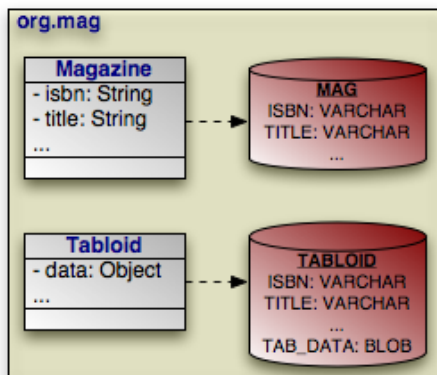 org.mag
Magazine
- isbn: String
- title: String
...
MAG
ISBN: VARCHAR
TITLE: VARCHAR
...
Tabloid
- data: Object
...
TABLOID
ISBN: VARCHAR
TITLE: VARCHAR
...
TAB_DATA: BLOB